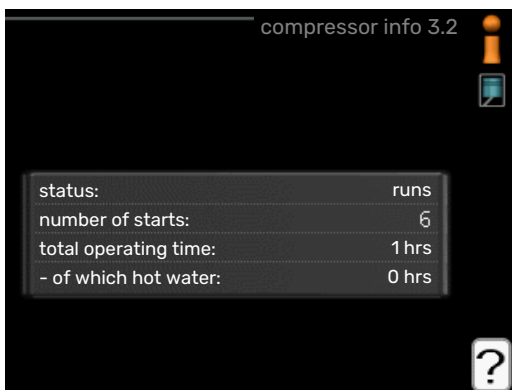 compressor info 3.2
status: runs
number of starts: 6
total operating time: 1 hrs
- of which hot water: 0 hrs
?